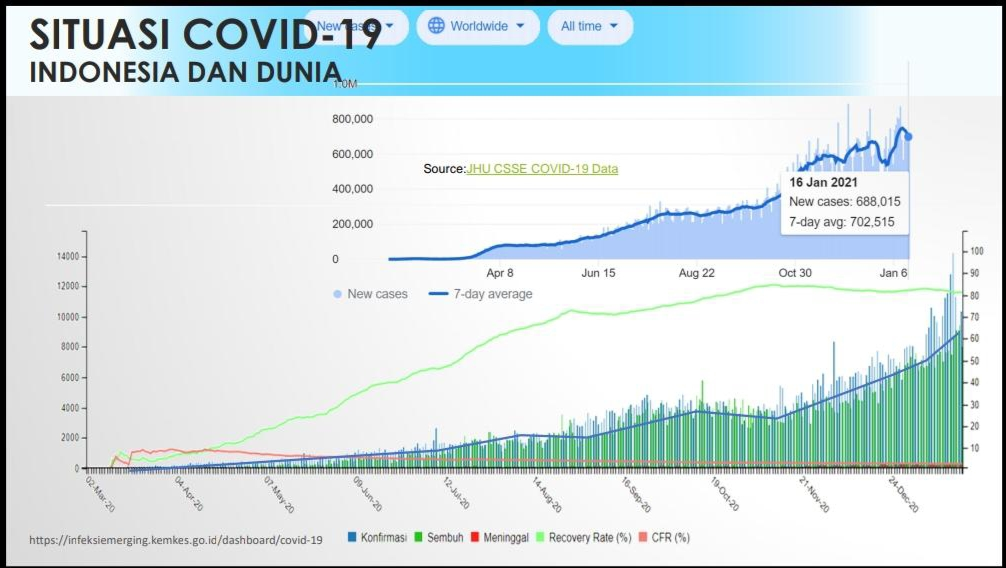 SITUASI COVID-19
INDONESIA DAN DUNIA
New cases
Worldwide
All time
1.0M
800,000
600,000
400,000
200,000
0
Source:JHU CSSE COVID-19 Data
16 Jan 2021
New cases: 688,015
7-day avg: 702,515
Apr 8
Jun 15
Aug 22
Oct 30
Jan 6
New cases
7-day average
14000
12000
10000
8000
6000
4000
2000
0
100
90
80
70
60
50
40
30
20
10
02-Mar-20
04-Apr-20
07-May-20
09-Jun-20
12-Jul-20
14-Aug-20
16-Sep-20
19-Oct-20
21-Nov-20
24-Dec-20
https://infeksiemerging.kemkes.go.id/dashboard/covid-19
Konfirmasi
Sembuh
Meninggal
Recovery Rate (%)
CFR (%)